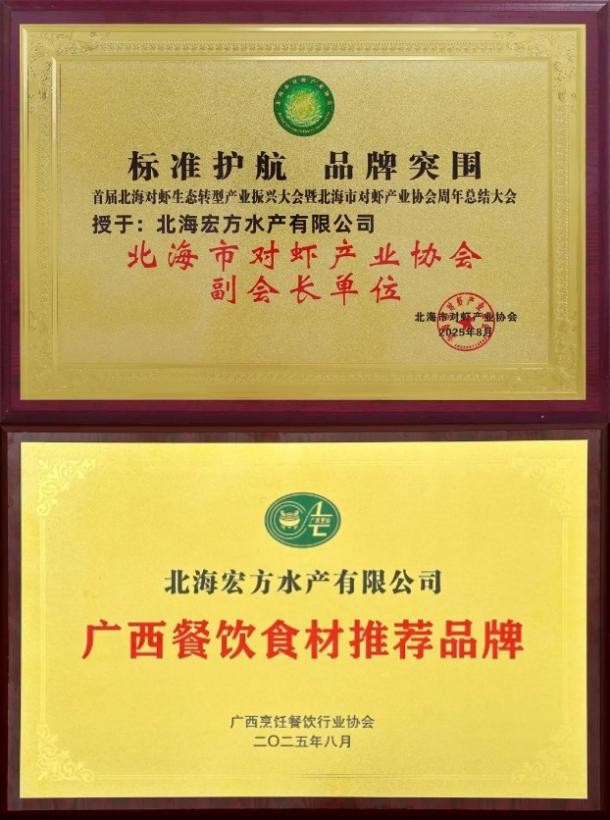 标准护航 品牌突围
首届北海对虾生态转型产业振兴大会暨北海市对虾产业协会周年总结大会
授于：北海宏方水产有限公司
北海市对虾产业协会
副会长单位
北海市对虾产业协会
2025年8月
北海宏方水产有限公司
广西餐饮食材推荐品牌
广西烹饪餐饮行业协会
二〇二五年八月